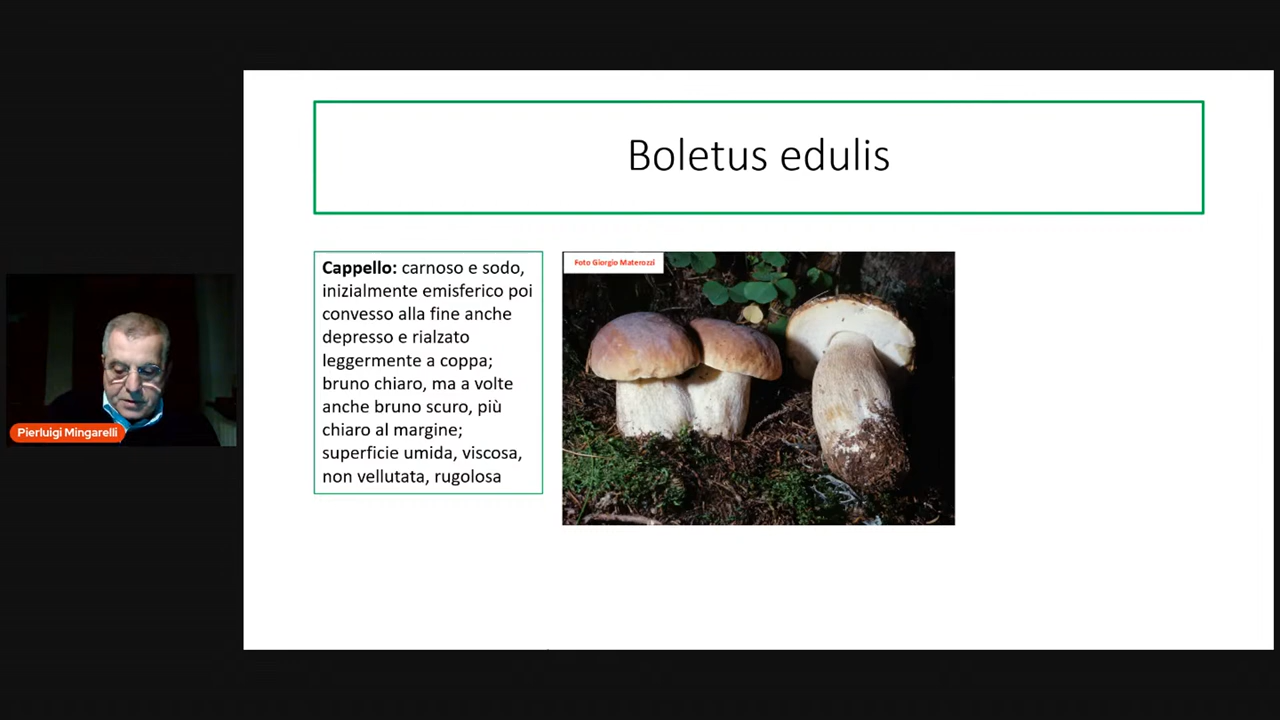 Boletus edulis
Cappello: carnoso e sodo,
inizialmente emisferico poi
convesso alla fine anche
depresso e rialzato
leggermente a coppa;
bruno chiaro, ma a volte
anche bruno scuro, più
chiaro al margine;
superficie umida, viscosa,
non vellutata, rugolosa
Foto Giorgio Materozzi
Pierluigi Mingarelli